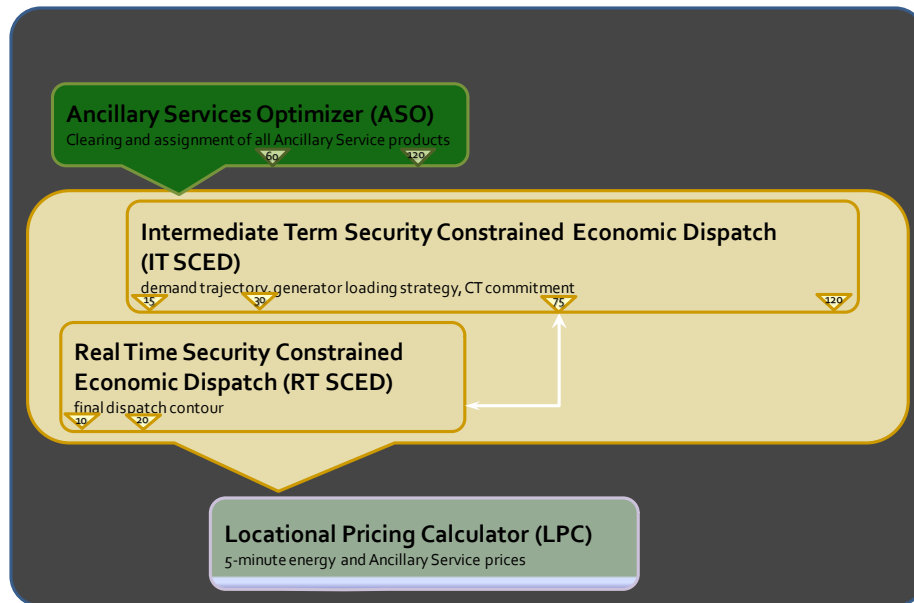 Ancillary Services Optimizer (ASO)
Clearing and assignment of all Ancillary Service products
60 120
Intermediate Term Security Constrained Economic Dispatch
(IT SCED)
demand trajectory, generator loading strategy, CT commitment
15 30 75 120
Real Time Security Constrained
Economic Dispatch (RT SCED)
final dispatch contour
10 20
Locational Pricing Calculator (LPC)
5-minute energy and Ancillary Service prices